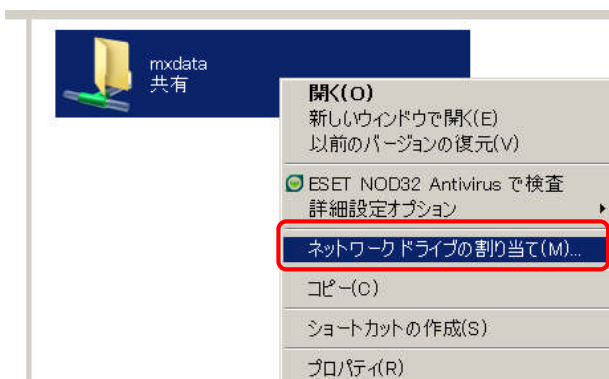 mxdata
共有
開く(O)
新しいウィンドウで開く(E)
以前のバージョンの復元(V)
ESET NOD32 Antivirus で検査
詳細設定オプション
ネットワーク ドライブの割り当て(M)...
コピー(C)
ショートカットの作成(S)
プロパティ(R)